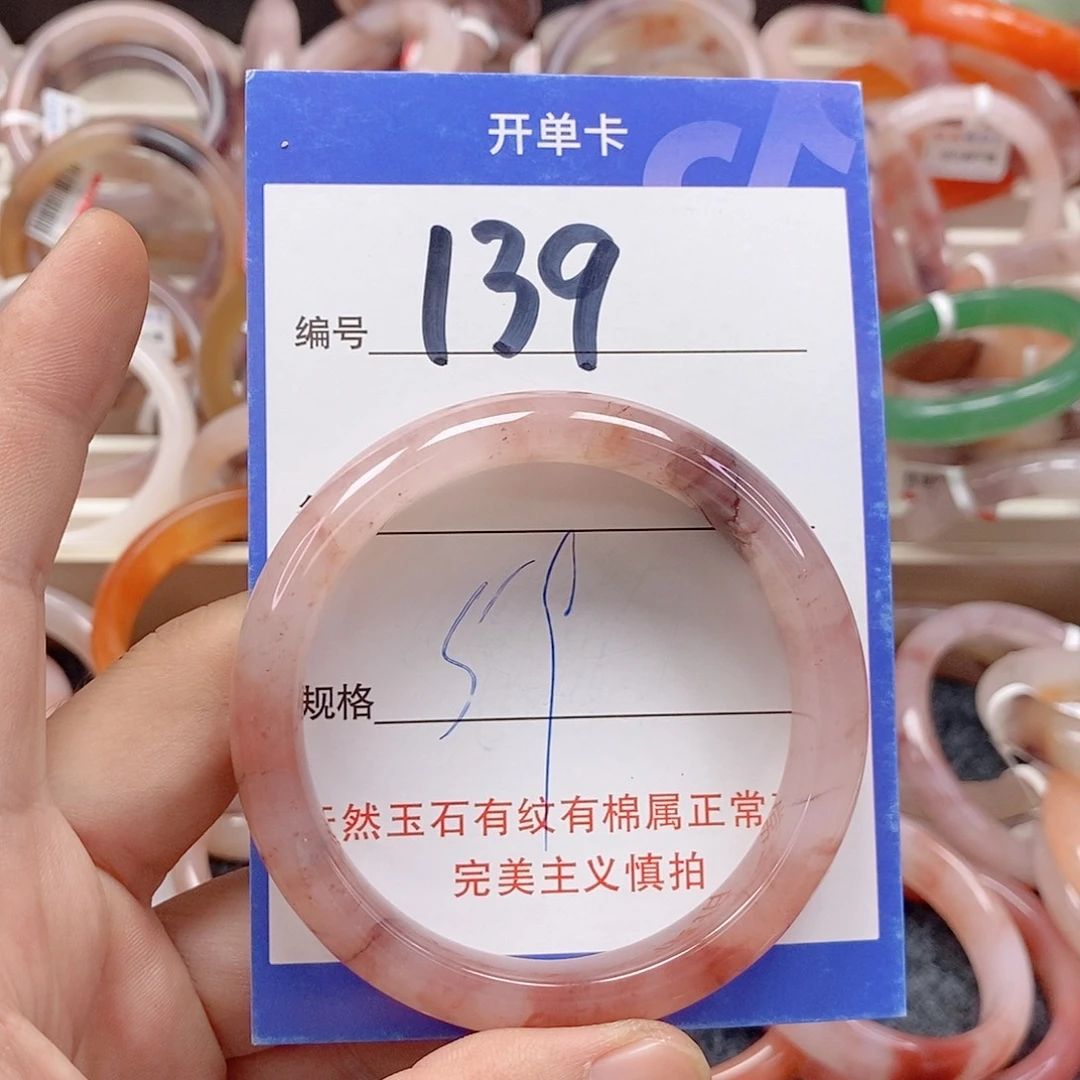 开单卡
编号 139
规格
然玉石有纹有棉属正常
完美主义慎拍